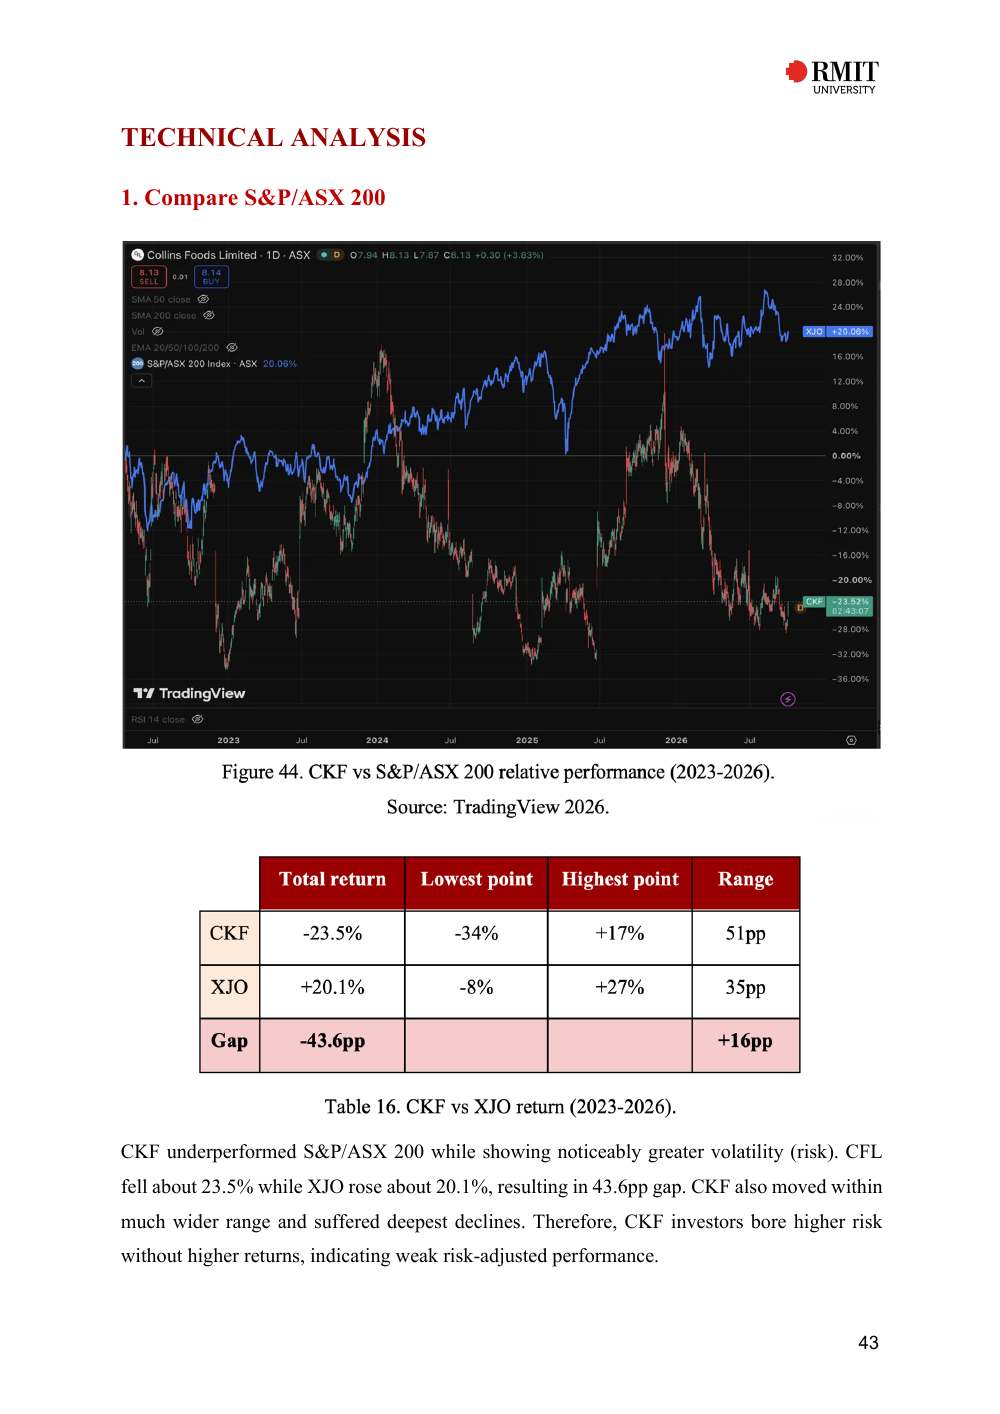 RMIT
UNIVERSITY
TECHNICAL ANALYSIS
1. Compare S&P/ASX 200
Collins Foods Limited · 1D · ASX D O7.94 H8.13 L7.87 C8.13 +0.30 (+3.83%)
8.13 SELL 0.01 8.14 BUY
SMA 50 close
SMA 200 close
Vol
EMA 20/50/100/200
200 S&P/ASX 200 Index · ASX 20.06%
32.00%
28.00%
24.00%
XJO +20.06%
16.00%
12.00%
8.00%
4.00%
0.00%
−4.00%
−8.00%
−12.00%
−16.00%
−20.00%
D CKF −23.52%
02:43:07
−28.00%
−32.00%
−36.00%
TradingView
RSI 14 close
Jul 2023 Jul 2024 Jul 2025 Jul 2026 Jul
Figure 44. CKF vs S&P/ASX 200 relative performance (2023-2026).
Source: TradingView 2026.
Total return Lowest point Highest point Range
CKF -23.5% -34% +17% 51pp
XJO +20.1% -8% +27% 35pp
Gap -43.6pp +16pp
Table 16. CKF vs XJO return (2023-2026).
CKF underperformed S&P/ASX 200 while showing noticeably greater volatility (risk). CFL
fell about 23.5% while XJO rose about 20.1%, resulting in 43.6pp gap. CKF also moved within
much wider range and suffered deepest declines. Therefore, CKF investors bore higher risk
without higher returns, indicating weak risk-adjusted performance.
43